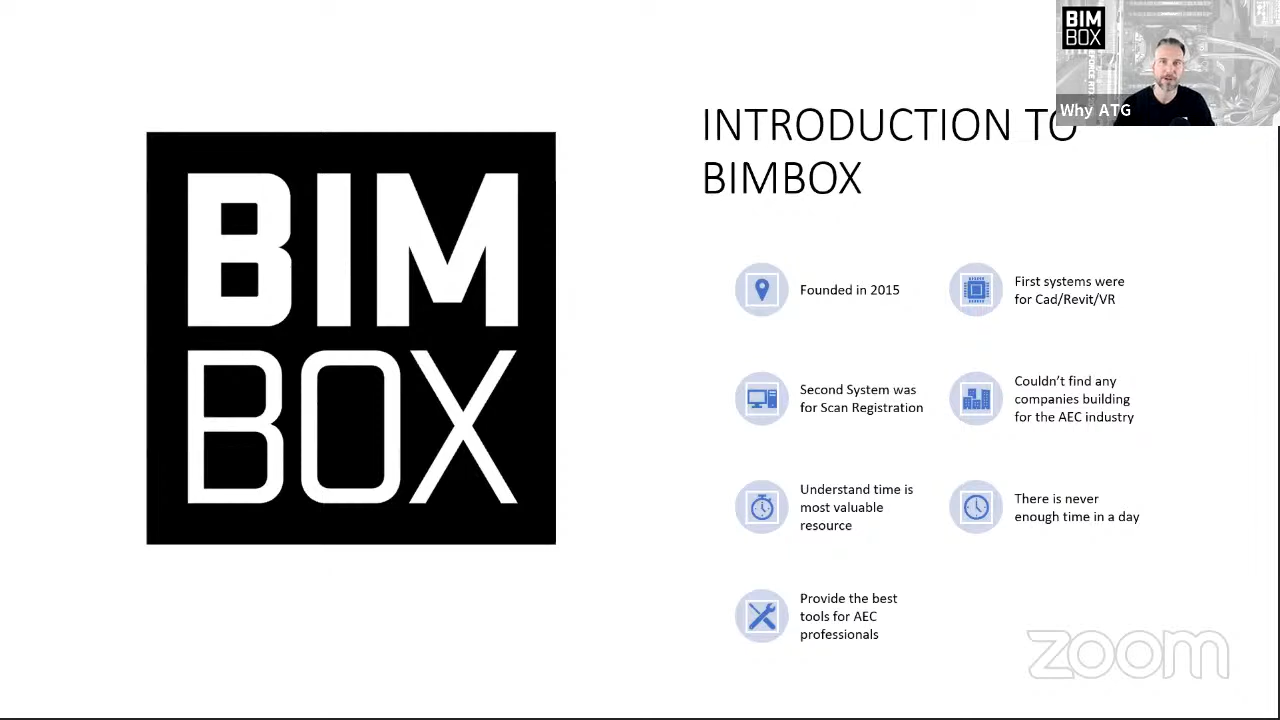 BIM
BOX
BIM
BOX
Why ATG
INTRODUCTION TO
BIMBOX
Founded in 2015
First systems were
for Cad/Revit/VR
Second System was
for Scan Registration
Couldn't find any
companies building
for the AEC industry
Understand time is
most valuable
resource
There is never
enough time in a day
Provide the best
tools for AEC
professionals
zoom